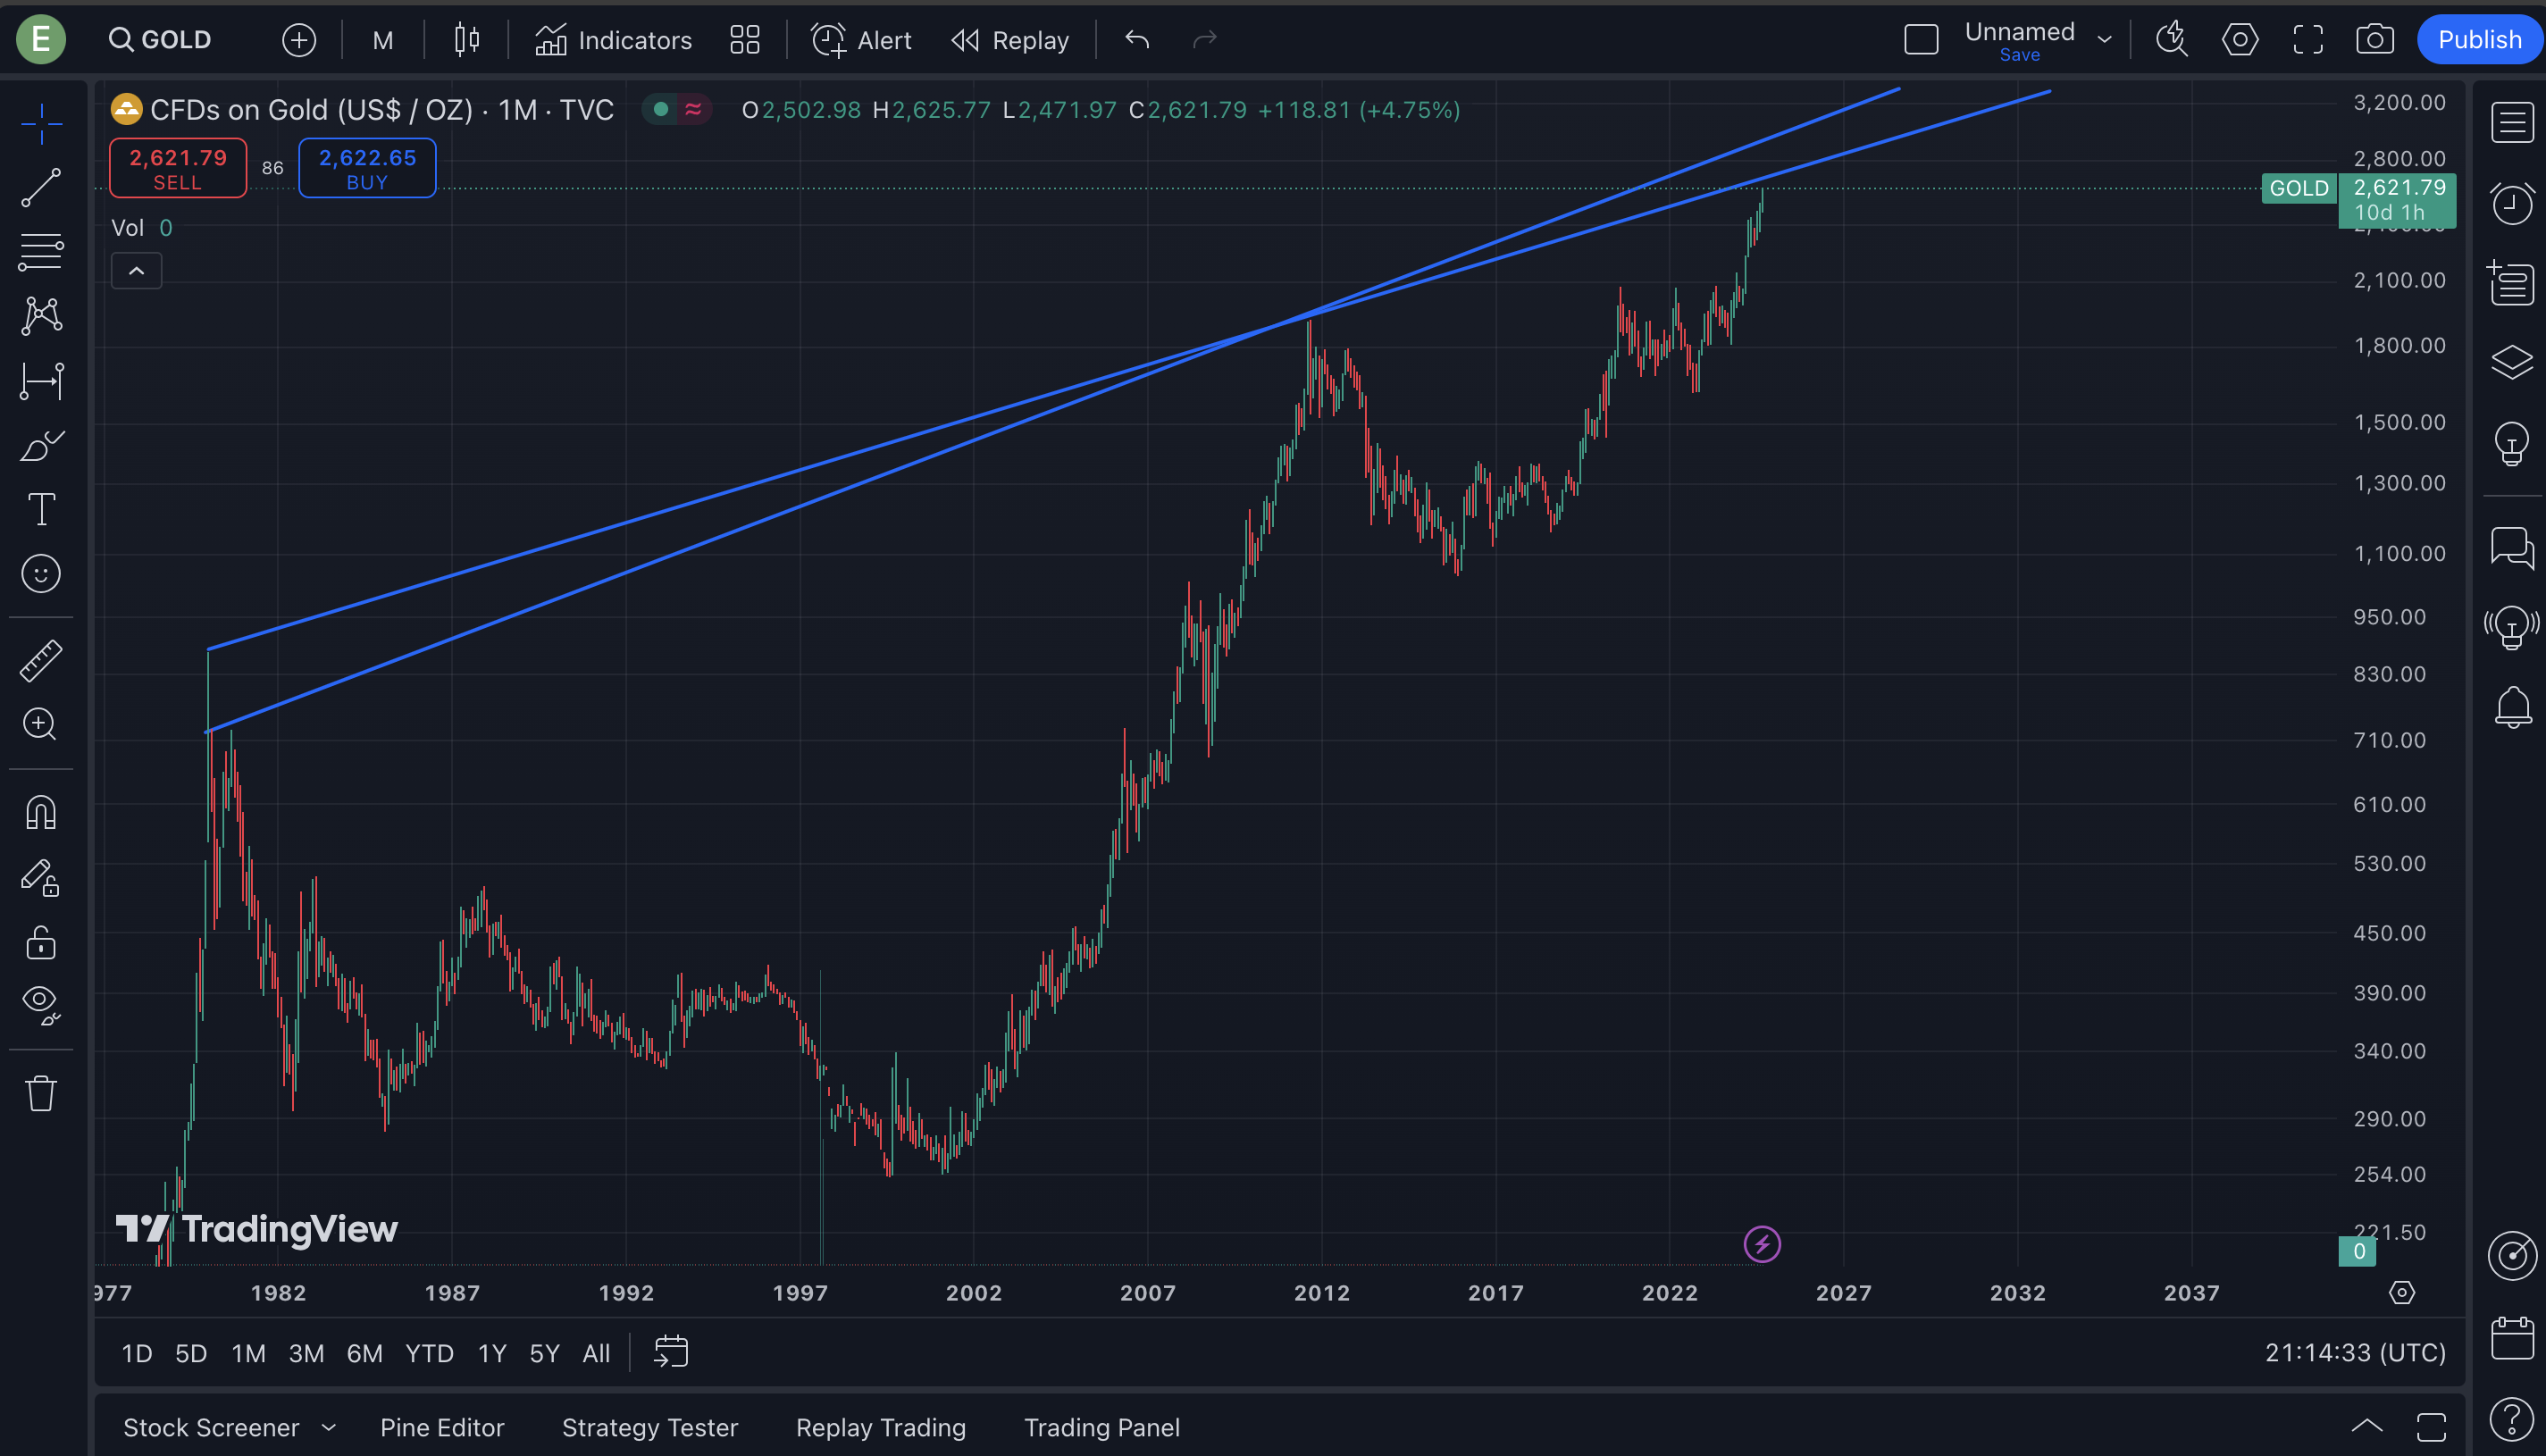 E
GOLD
M
Indicators
Alert
Replay
Unnamed
Save
Publish
CFDs on Gold (US$ / OZ) · 1M · TVC
O2,502.98 H2,625.77 L2,471.97 C2,621.79 +118.81 (+4.75%)
2,621.79
SELL
86
2,622.65
BUY
Vol 0
3,200.00
2,800.00
GOLD
2,621.79
10d 1h
2,100.00
1,800.00
1,500.00
1,300.00
1,100.00
950.00
830.00
710.00
610.00
530.00
450.00
390.00
340.00
290.00
254.00
221.50
0
TradingView
977 1982 1987 1992 1997 2002 2007 2012 2017 2022 2027 2032 2037
1D 5D 1M 3M 6M YTD 1Y 5Y All
21:14:33 (UTC)
Stock Screener Pine Editor Strategy Tester Replay Trading Trading Panel